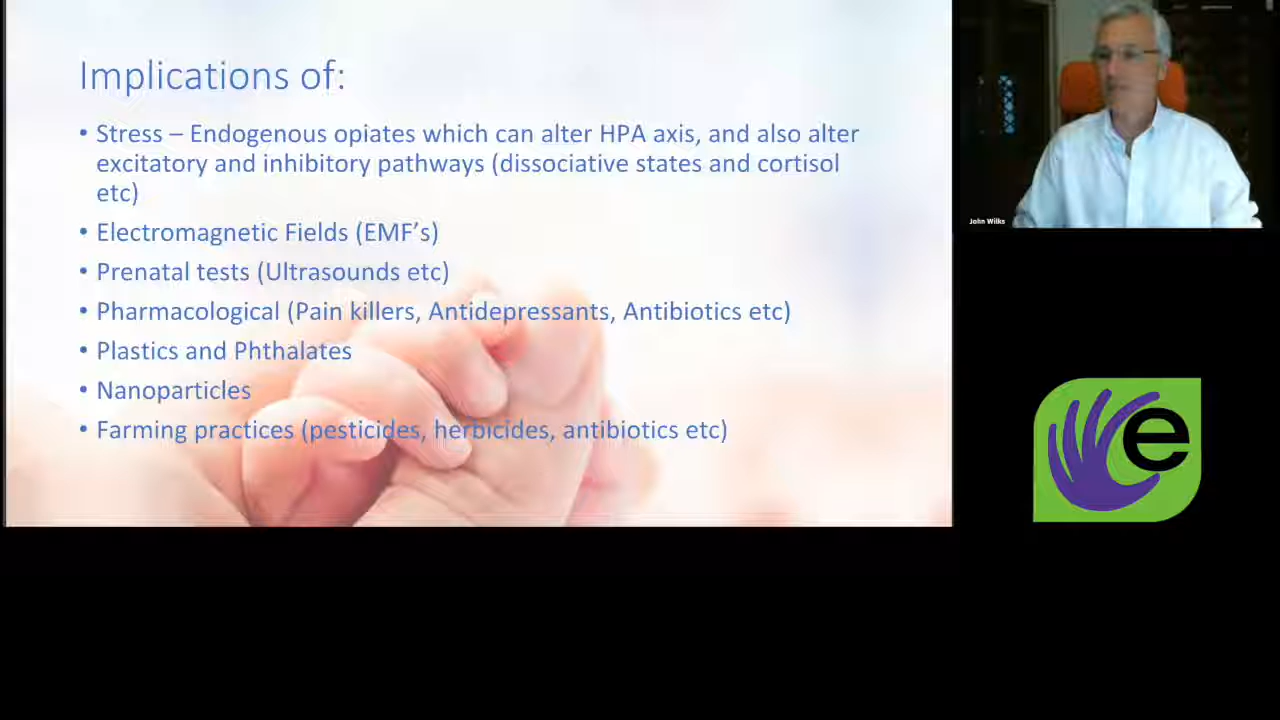 Implications of:
• Stress – Endogenous opiates which can alter HPA axis, and also alter
excitatory and inhibitory pathways (dissociative states and cortisol
etc)
• Electromagnetic Fields (EMF’s)
• Prenatal tests (Ultrasounds etc)
• Pharmacological (Pain killers, Antidepressants, Antibiotics etc)
• Plastics and Phthalates
• Nanoparticles
• Farming practices (pesticides, herbicides, antibiotics etc)
John Wilks
e